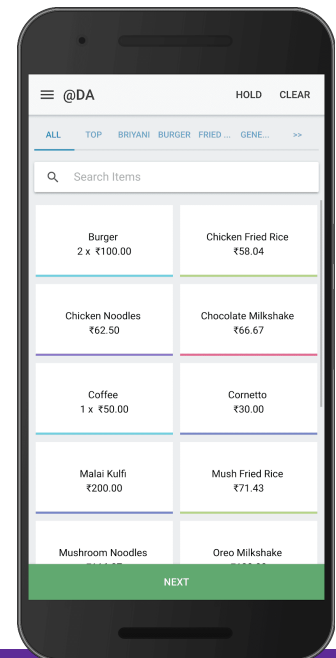 @DA HOLD CLEAR
ALL TOP BRIYANI BURGER FRIED ... GENE... >>
Search Items
Burger
2 x ₹100.00
Chicken Fried Rice
₹58.04
Chicken Noodles
₹62.50
Chocolate Milkshake
₹66.67
Coffee
1 x ₹50.00
Cornetto
₹30.00
Malai Kulfi
₹200.00
Mush Fried Rice
₹71.43
Mushroom Noodles
Oreo Milkshake
NEXT